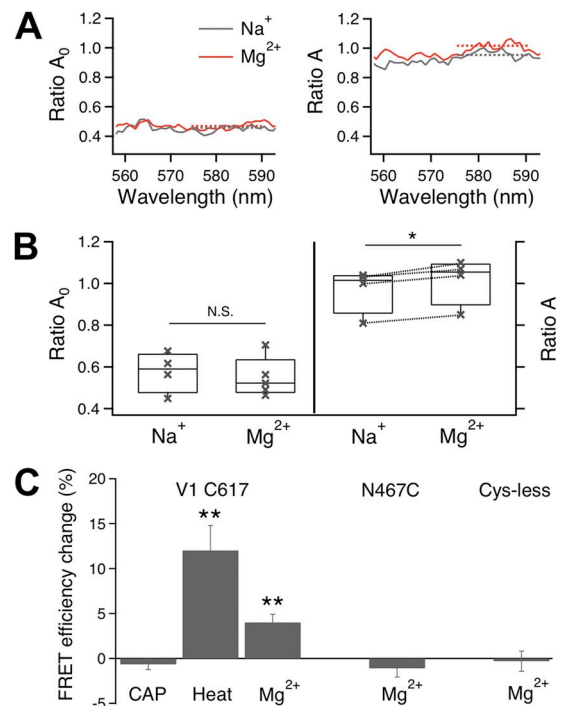 A
Ratio A0
1.2
1.0
0.8
0.6
0.4
Na+
Mg2+
560 570 580 590
Wavelength (nm)
Ratio A
1.2
1.0
0.8
0.6
0.4
560 570 580 590
Wavelength (nm)
B
Ratio A0
1.2
1.0
0.8
0.6
0.4
N.S.
*
Ratio A
Na+ Mg2+ Na+ Mg2+
C
FRET efficiency change (%)
20
15
10
5
0
-5
V1 C617 N467C Cys-less
**
**
CAP Heat Mg2+ Mg2+ Mg2+